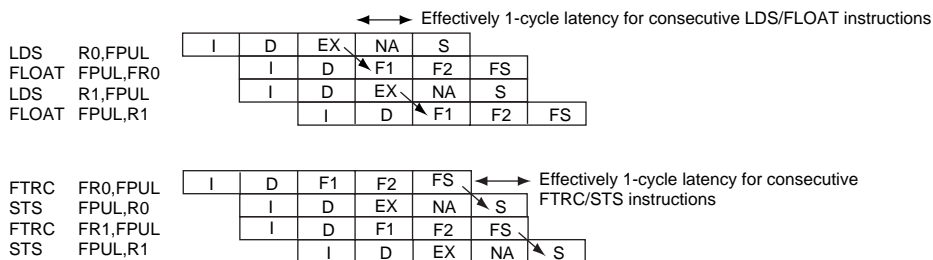 Effectively 1-cycle latency for consecutive LDS/FLOAT instructions
LDS R0,FPUL I D EX NA S
FLOAT FPUL,FR0 I D F1 F2 FS
LDS R1,FPUL I D EX NA S
FLOAT FPUL,R1 I D F1 F2 FS
FTRC FR0,FPUL I D F1 F2 FS Effectively 1-cycle latency for consecutive
FTRC/STS instructions
STS FPUL,R0 I D EX NA S
FTRC FR1,FPUL I D F1 F2 FS
STS FPUL,R1 I D EX NA S